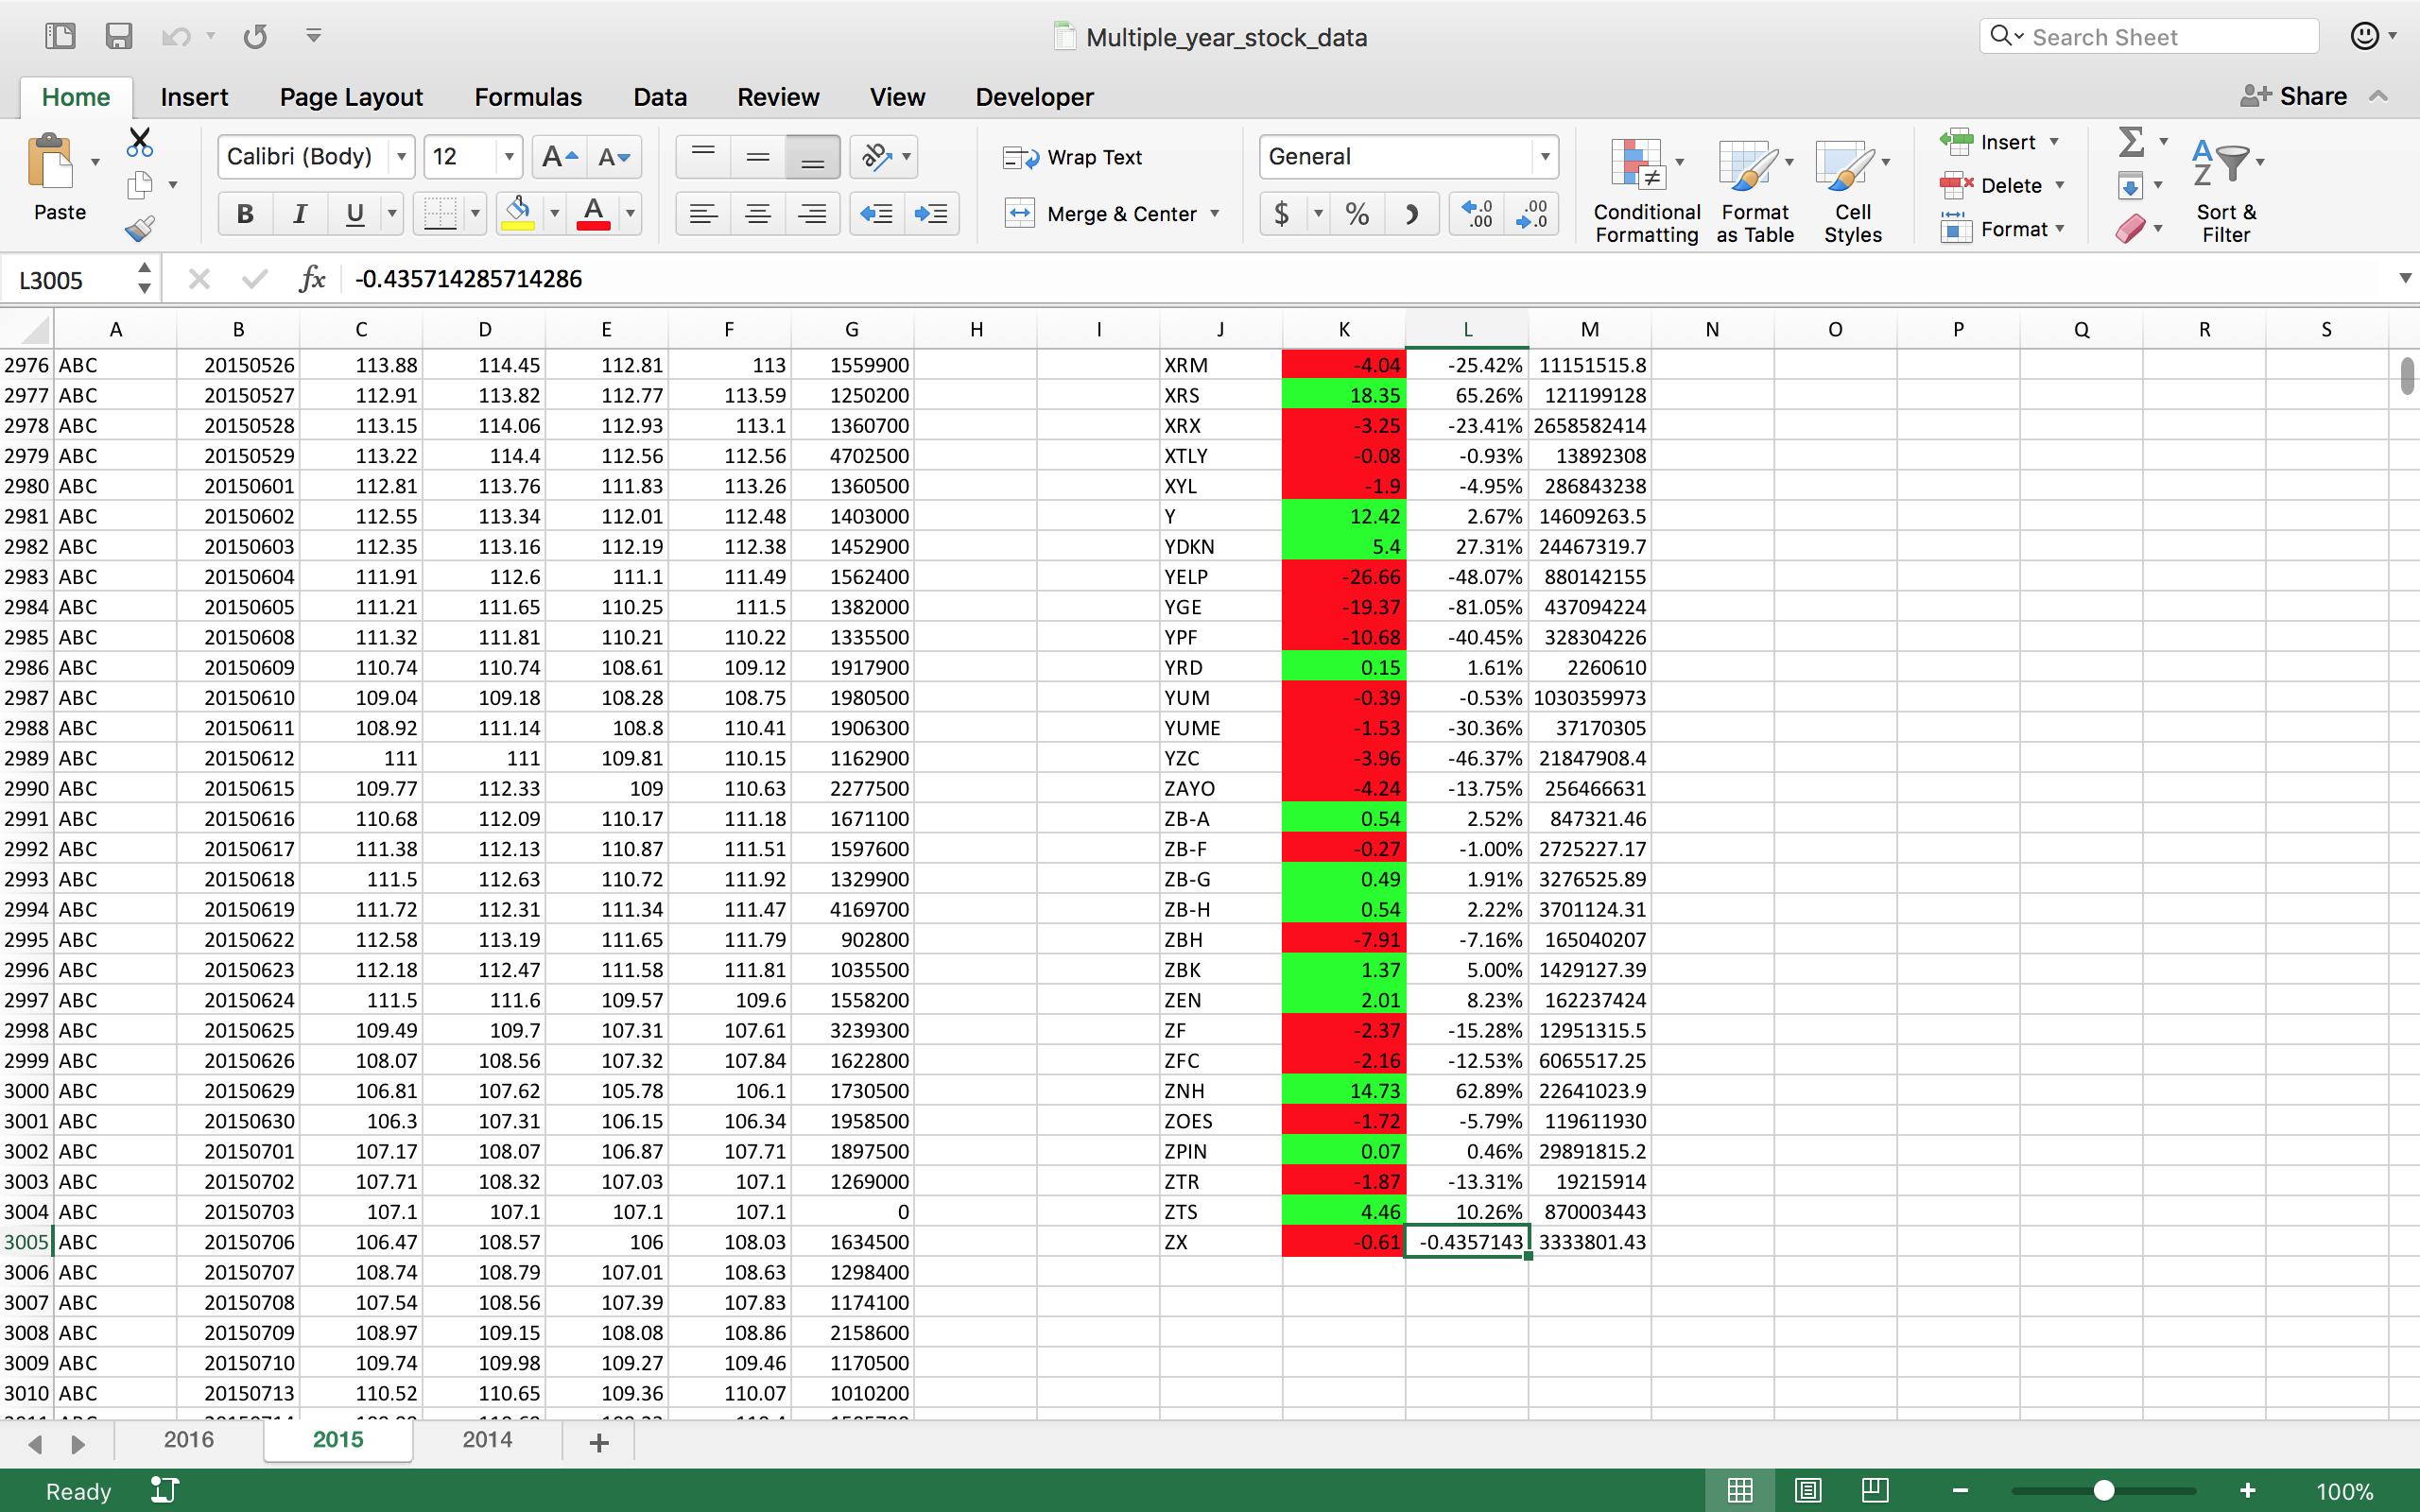 Multiple_year_stock_data
Search Sheet
Home Insert Page Layout Formulas Data Review View Developer Share
Paste
Calibri (Body) 12
A A
B I U A
ab
Wrap Text
Merge & Center
General
$ % .0 .00 .00 .0
Conditional Formatting
Format as Table
Cell Styles
Insert
Delete
Format
A Z
Sort & Filter
L3005 fx -0.435714285714286
A B C D E F G H I J K L M N O P Q R S
2976 ABC 20150526 113.88 114.45 112.81 113 1559900 XRM -4.04 -25.42% 11151515.8
2977 ABC 20150527 112.91 113.82 112.77 113.59 1250200 XRS 18.35 65.26% 121199128
2978 ABC 20150528 113.15 114.06 112.93 113.1 1360700 XRX -3.25 -23.41% 2658582414
2979 ABC 20150529 113.22 114.4 112.56 112.56 4702500 XTLY -0.08 -0.93% 13892308
2980 ABC 20150601 112.81 113.76 111.83 113.26 1360500 XYL -1.9 -4.95% 286843238
2981 ABC 20150602 112.55 113.34 112.01 112.48 1403000 Y 12.42 2.67% 14609263.5
2982 ABC 20150603 112.35 113.16 112.19 112.38 1452900 YDKN 5.4 27.31% 24467319.7
2983 ABC 20150604 111.91 112.6 111.1 111.49 1562400 YELP -26.66 -48.07% 880142155
2984 ABC 20150605 111.21 111.65 110.25 111.5 1382000 YGE -19.37 -81.05% 437094224
2985 ABC 20150608 111.32 111.81 110.21 110.22 1335500 YPF -10.68 -40.45% 328304226
2986 ABC 20150609 110.74 110.74 108.61 109.12 1917900 YRD 0.15 1.61% 2260610
2987 ABC 20150610 109.04 109.18 108.28 108.75 1980500 YUM -0.39 -0.53% 1030359973
2988 ABC 20150611 108.92 111.14 108.8 110.41 1906300 YUME -1.53 -30.36% 37170305
2989 ABC 20150612 111 111 109.81 110.15 1162900 YZC -3.96 -46.37% 21847908.4
2990 ABC 20150615 109.77 112.33 109 110.63 2277500 ZAYO -4.24 -13.75% 256466631
2991 ABC 20150616 110.68 112.09 110.17 111.18 1671100 ZB-A 0.54 2.52% 847321.46
2992 ABC 20150617 111.38 112.13 110.87 111.51 1597600 ZB-F -0.27 -1.00% 2725227.17
2993 ABC 20150618 111.5 112.63 110.72 111.92 1329900 ZB-G 0.49 1.91% 3276525.89
2994 ABC 20150619 111.72 112.31 111.34 111.47 4169700 ZB-H 0.54 2.22% 3701124.31
2995 ABC 20150622 112.58 113.19 111.65 111.79 902800 ZBH -7.91 -7.16% 165040207
2996 ABC 20150623 112.18 112.47 111.58 111.81 1035500 ZBK 1.37 5.00% 1429127.39
2997 ABC 20150624 111.5 111.6 109.57 109.6 1558200 ZEN 2.01 8.23% 162237424
2998 ABC 20150625 109.49 109.7 107.31 107.61 3239300 ZF -2.37 -15.28% 12951315.5
2999 ABC 20150626 108.07 108.56 107.32 107.84 1622800 ZFC -2.16 -12.53% 6065517.25
3000 ABC 20150629 106.81 107.62 105.78 106.1 1730500 ZNH 14.73 62.89% 22641023.9
3001 ABC 20150630 106.3 107.31 106.15 106.34 1958500 ZOES -1.72 -5.79% 119611930
3002 ABC 20150701 107.17 108.07 106.87 107.71 1897500 ZPIN 0.07 0.46% 29891815.2
3003 ABC 20150702 107.71 108.32 107.03 107.1 1269000 ZTR -1.87 -13.31% 19215914
3004 ABC 20150703 107.1 107.1 107.1 107.1 0 ZTS 4.46 10.26% 870003443
3005 ABC 20150706 106.47 108.57 106 108.03 1634500 ZX -0.61 -0.4357143 3333801.43
3006 ABC 20150707 108.74 108.79 107.01 108.63 1298400
3007 ABC 20150708 107.54 108.56 107.39 107.83 1174100
3008 ABC 20150709 108.97 109.15 108.08 108.86 2158600
3009 ABC 20150710 109.74 109.98 109.27 109.46 1170500
3010 ABC 20150713 110.52 110.65 109.36 110.07 1010200
2016 2015 2014 +
Ready 100%